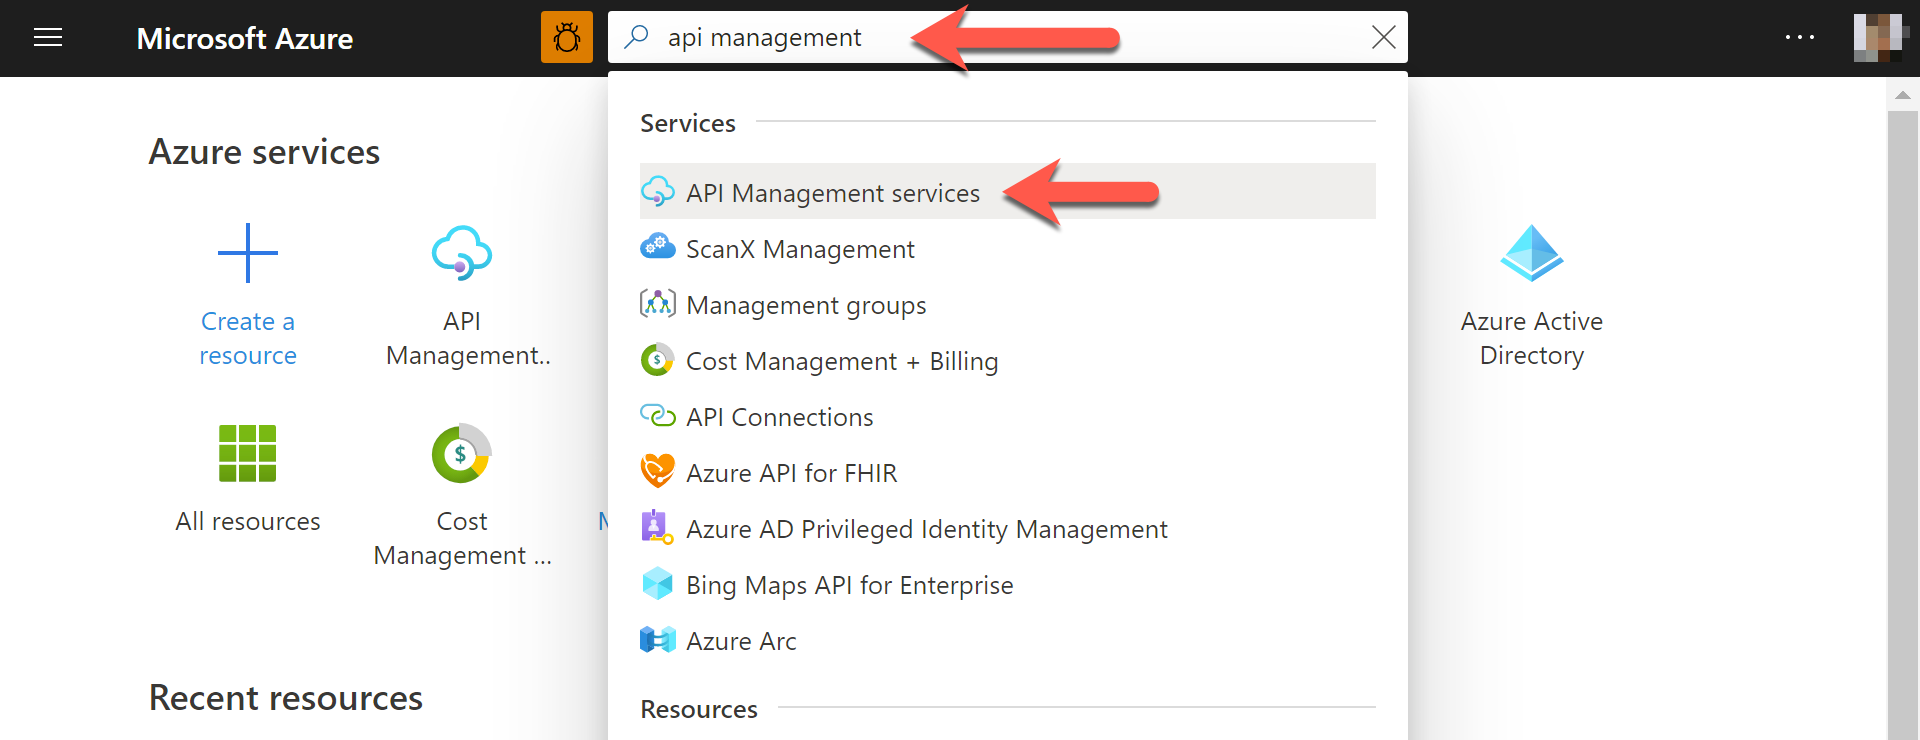 Microsoft Azure
api management
Azure services
Create a
resource
API
Management..
Azure Active
Directory
All resources
Cost
Management ...
Recent resources
Services
API Management services
ScanX Management
Management groups
Cost Management + Billing
API Connections
Azure API for FHIR
Azure AD Privileged Identity Management
Bing Maps API for Enterprise
Azure Arc
Resources